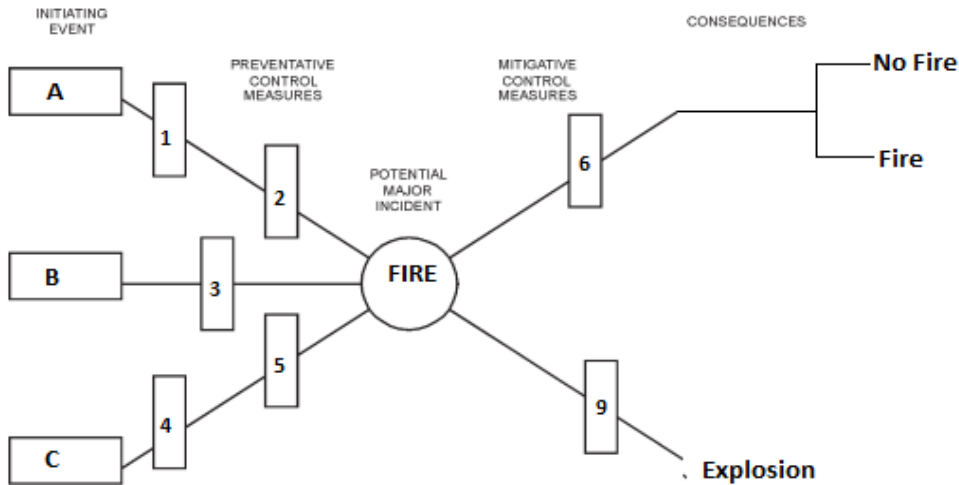 INITIATING
EVENT
CONSEQUENCES
PREVENTATIVE
CONTROL
MEASURES
MITIGATIVE
CONTROL
MEASURES
No Fire
A
1
Fire
2
6
POTENTIAL
MAJOR
INCIDENT
B
3
FIRE
5
4
9
C
Explosion